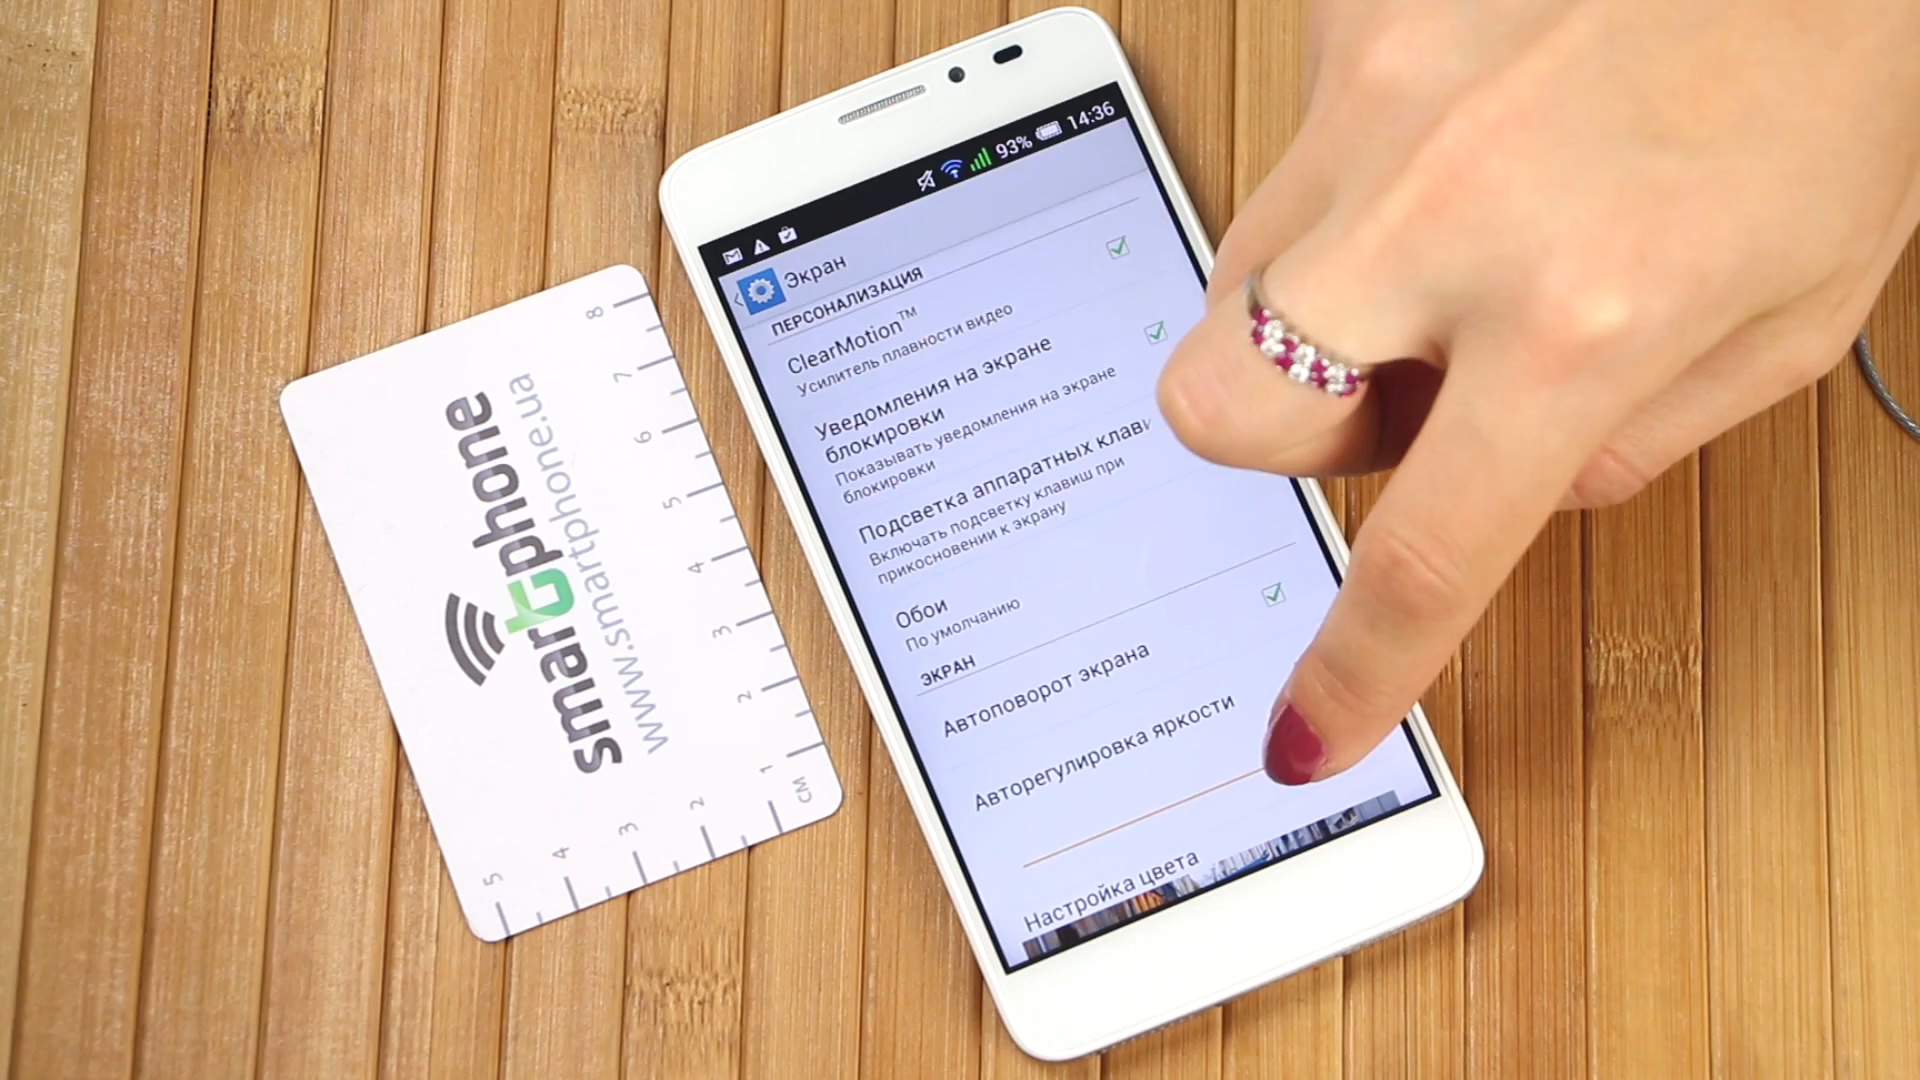 93% 14:36
Экран
ПЕРСОНАЛИЗАЦИЯ
ClearMotion™
Усилитель плавности видео
Уведомления на экране
блокировки
Показывать уведомления на экране
блокировки
Подсветка аппаратных клави
Включать подсветку клавиш при
прикосновении к экрану
Обои
По умолчанию
ЭКРАН
Автоповорот экрана
Авторегулировка яркости
Настройка цвета
smartphone
www.smartphone.ua
8
7
6
5
4
3
2
1
СМ
2
3
4
5